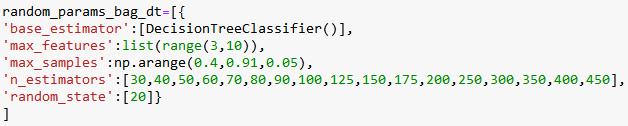 random_params_bag_dt=[{
'base_estimator':[DecisionTreeClassifier()],
'max_features':list(range(3,10)),
'max_samples':np.arange(0.4,0.91,0.05),
'n_estimators':[30,40,50,60,70,80,90,100,125,150,175,200,250,300,350,400,450],
'random_state':[20]}
]